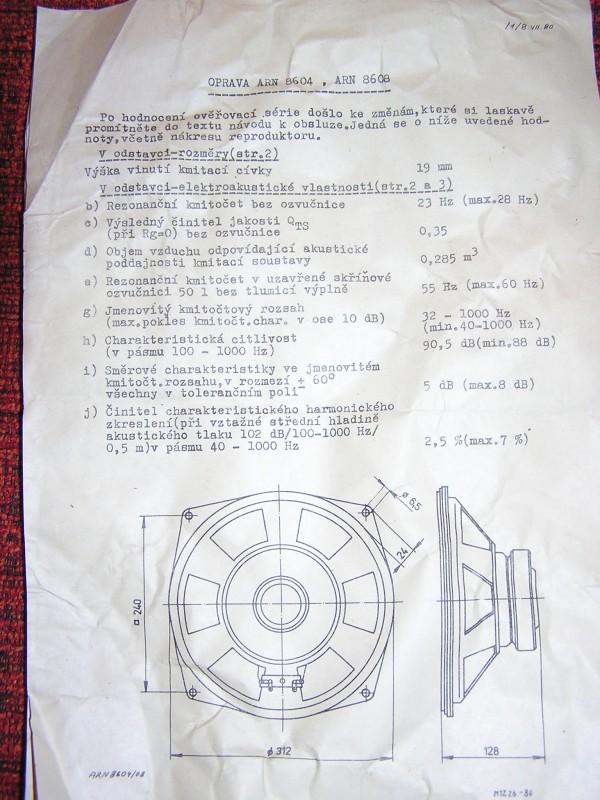 /1/8.VII.80
OPRAVA ARN 8604 , ARN 8608
Po hodnocení ověřovací série došlo ke změnám,které si laskavě
promítněte do textu návodu k obsluze.Jedná se o níže uvedené hod-
noty,včetně nákresu reproduktoru.
V odstavci-rozměry(str.2)
Výška vinutí kmitací cívky 19 mm
V odstavci-elektroakustické vlastnosti(str.2 a 3)
b) Rezonanční kmitočet bez ozvučnice 23 Hz (max.28 Hz)
c) Výsledný činitel jakosti QTS
(při Rg=0) bez ozvučnice 0,35
d) Objem vzduchu odpovídající akustické
poddajnosti kmitací soustavy 0,285 m³
e) Rezonanční kmitočet v uzavřené skříňové
ozvučnici 50 l bez tlumicí výplně 55 Hz (max.60 Hz)
g) Jmenovitý kmitočtový rozsah 32 - 1000 Hz
(max.pokles kmitočt.char. v ose 10 dB) (min.40-1000 Hz)
h) Charakteristická citlivost 90,5 dB(min.88 dB)
(v pásmu 100 - 1000 Hz)
i) Směrové charakteristiky ve jmenovitém
kmitočt.rozsahu,v rozmezí ± 60° 5 dB (max.8 dB)
všechny v tolerančním poli
j) Činitel charakteristického harmonického
zkreslení(při vztažné střední hladině
akustického tlaku 102 dB/100-1000 Hz/
0,5 m)v pásmu 40 - 1000 Hz 2,5 %(max.7 %)
ø 6,5
24
□ 240
ø 312
128
ARN8604/08
MTZ 26-80